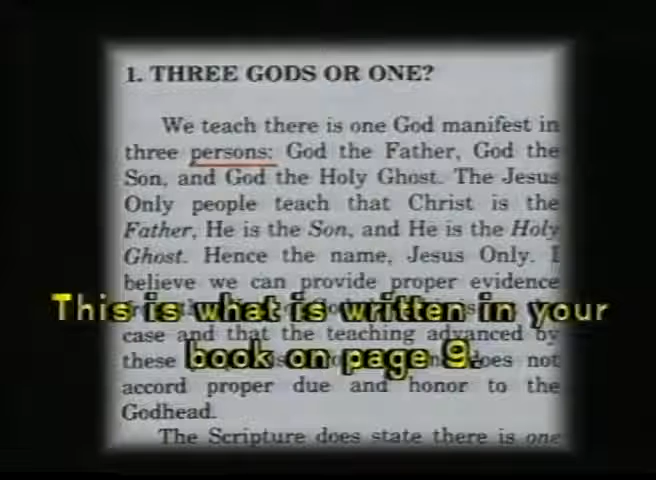 1. THREE GODS OR ONE?
We teach there is one God manifest in
three persons: God the Father, God the
Son, and God the Holy Ghost. The Jesus
Only people teach that Christ is the
Father, He is the Son, and He is the Holy
Ghost. Hence the name, Jesus Only. I
believe we can provide proper evidence
This is what is written in your
case and that the teaching advanced by
these
book on page 9.
does not
accord proper due and honor to the
Godhead.
The Scripture does state there is one